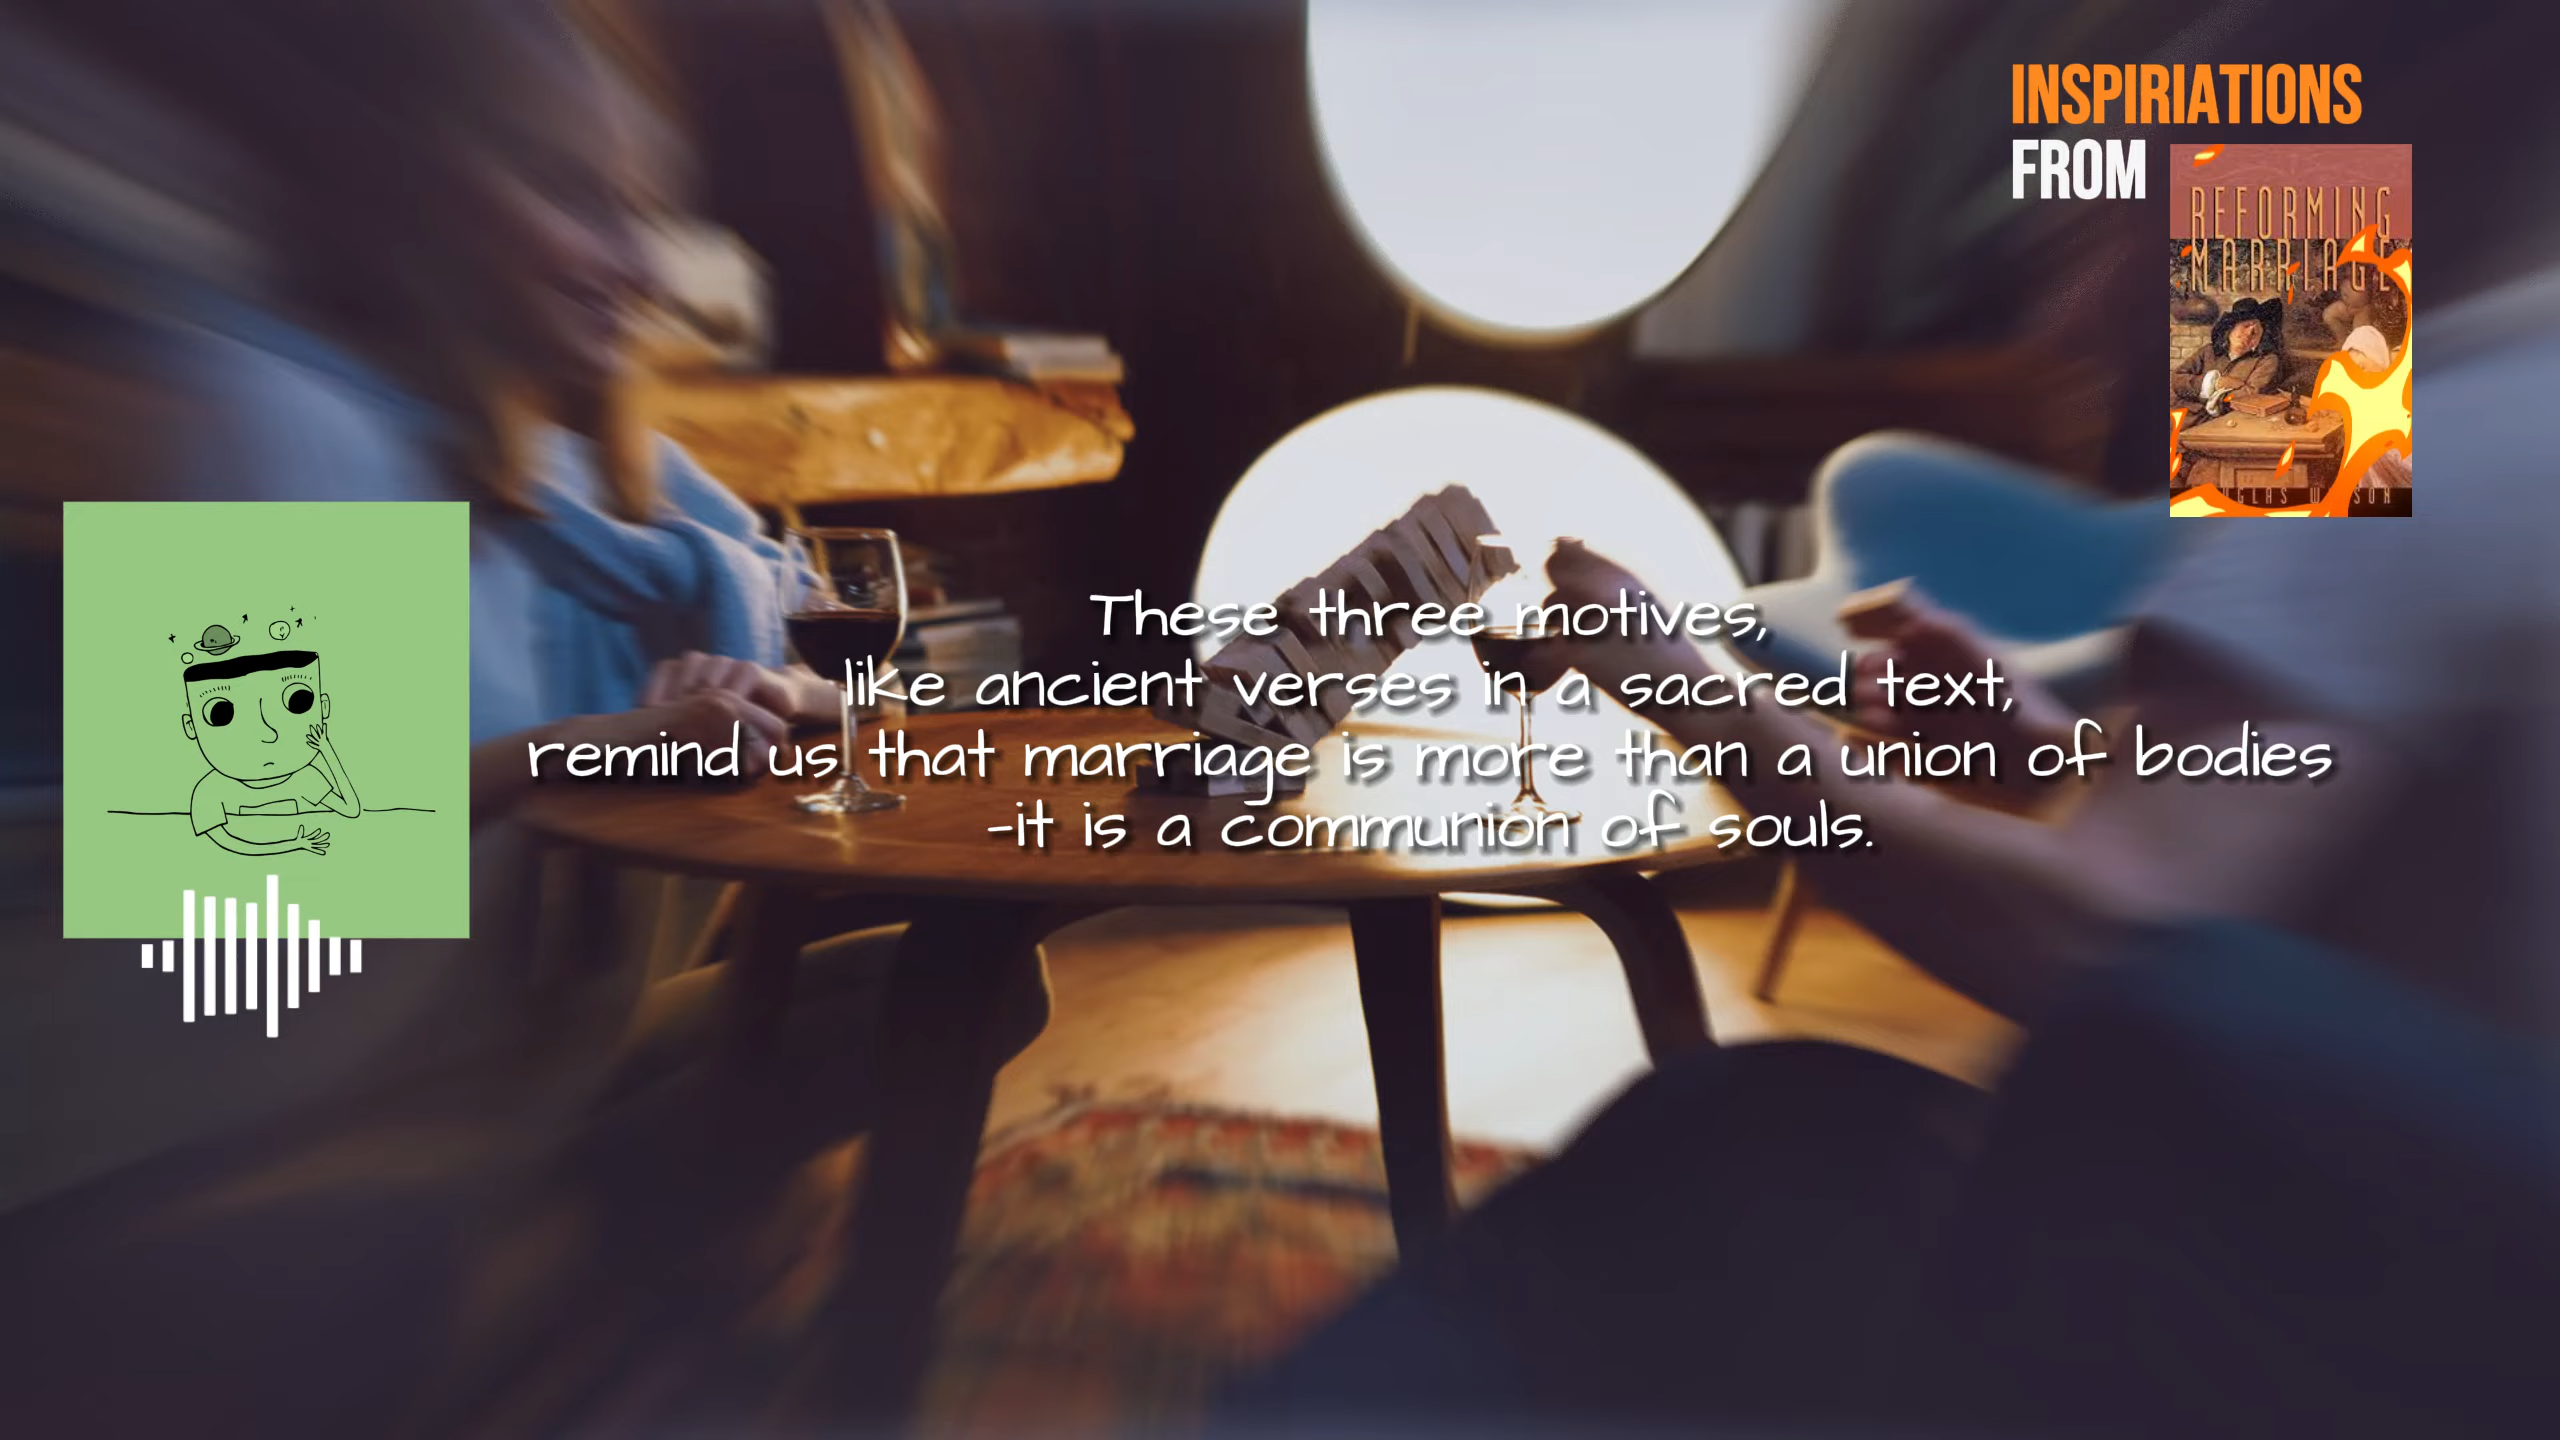 INSPIRIATIONS
FROM
REFORMING
MARRIAGE
These three motives,
like ancient verses in a sacred text,
remind us that marriage is more than a union of bodies
-it is a communion of souls.